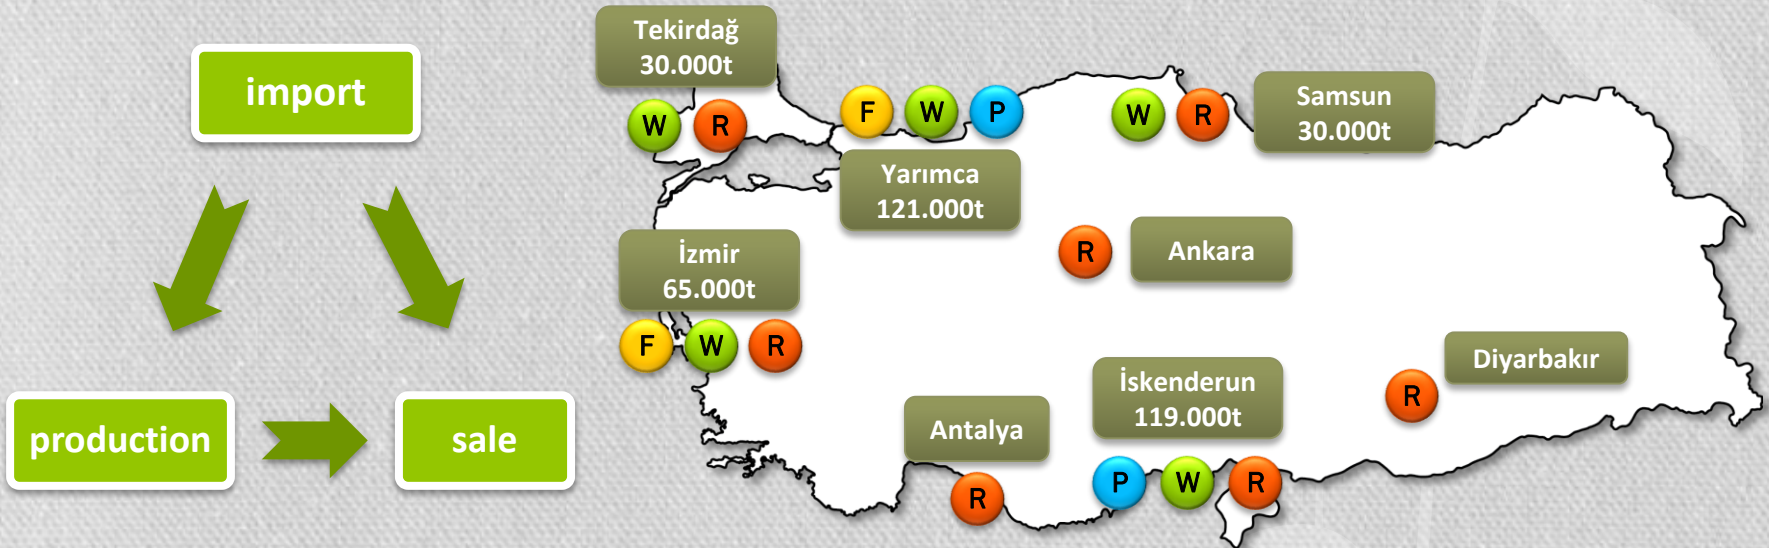 import
production
sale
Tekirdağ
30.000t
W R
F W P
Yarımca
121.000t
W R
Samsun
30.000t
R
Ankara
İzmir
65.000t
F W R
Antalya
R
İskenderun
119.000t
P W R
Diyarbakır
R